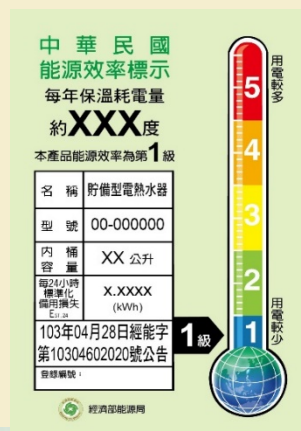 中華民國
能源效率標示
每年保溫耗電量
約XXX度
本產品能源效率為第1級
名稱 貯備型電熱水器
型號 00-000000
內桶容量 XX 公升
每24小時
標準化
備用損失
Est,24
X.XXXX
(kWh)
103年04月28日經能字
第10304602020號公告
登錄編號：
經濟部能源局
用電較多
5
4
3
2
1
1級
用電較少